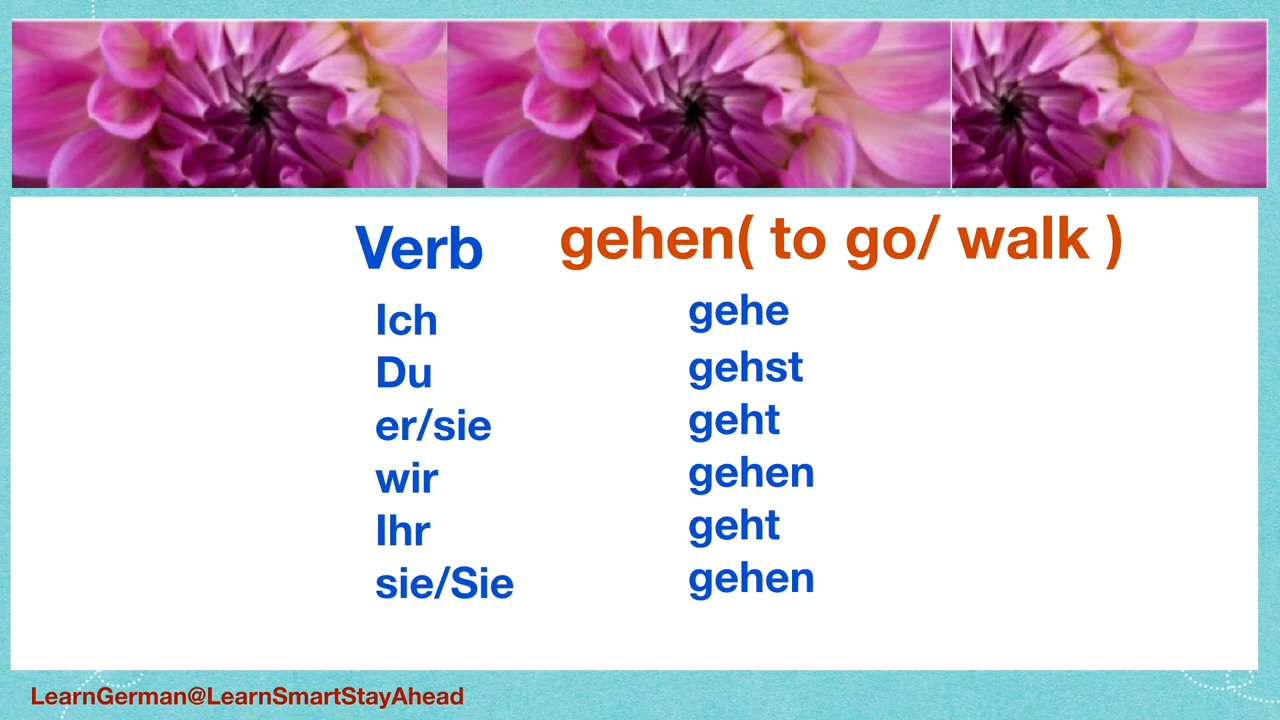 Verb gehen( to go/ walk )
Ich gehe
Du gehst
er/sie geht
wir gehen
Ihr geht
sie/Sie gehen
LearnGerman@LearnSmartStayAhead